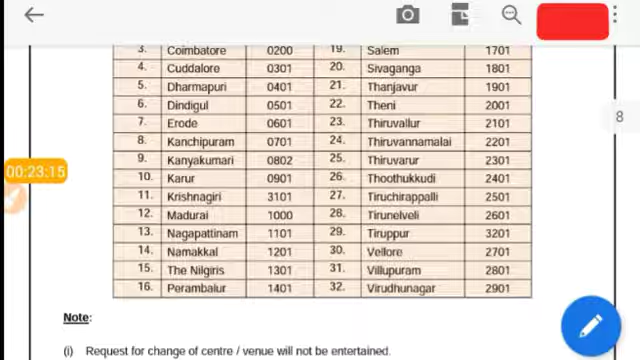 3. Coimbatore 0200 19. Salem 1701
4. Cuddalore 0301 20. Sivaganga 1801
5. Dharmapuri 0401 21. Thanjavur 1901
6. Dindigul 0501 22. Theni 2001
7. Erode 0601 23. Thiruvallur 2101
8. Kanchipuram 0701 24. Thiruvannamalai 2201
8
9. Kanyakumari 0802 25. Thiruvarur 2301
00:23:15
10. Karur 0901 26. Thoothukkudi 2401
11. Krishnagiri 3101 27. Tiruchirappalli 2501
12. Madurai 1000 28. Tirunelveli 2601
13. Nagapattinam 1101 29. Tiruppur 3201
14. Namakkal 1201 30. Vellore 2701
15. The Nilgiris 1301 31. Villupuram 2801
16. Perambalur 1401 32. Virudhunagar 2901
Note:
(i) Request for change of centre / venue will not be entertained.